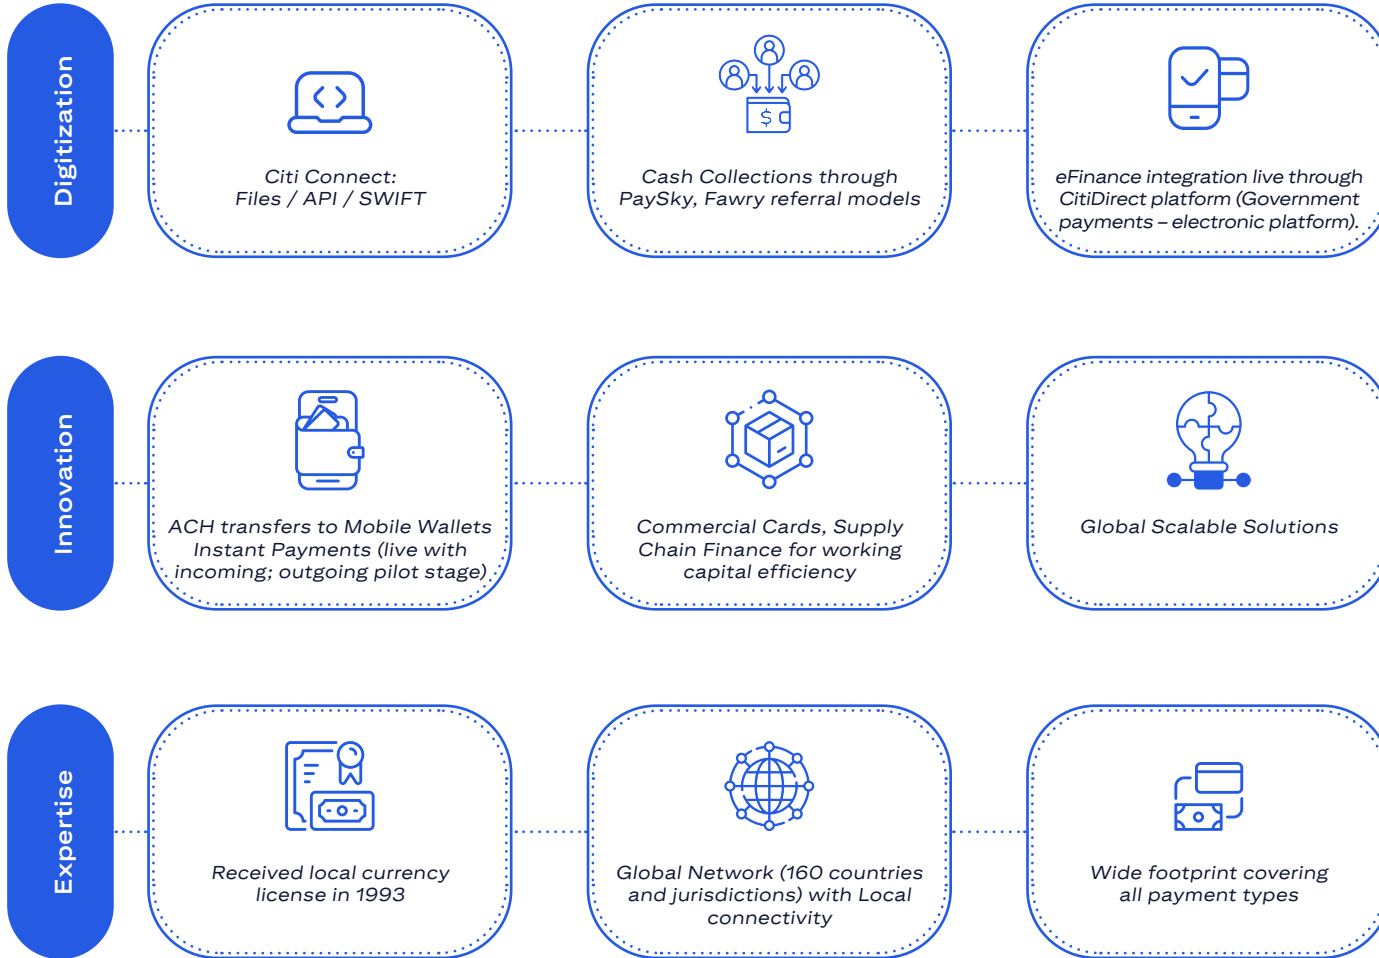 Digitization
Citi Connect:
Files / API / SWIFT
$
Cash Collections through
PaySky, Fawry referral models
eFinance integration live through
CitiDirect platform (Government
payments – electronic platform).
Innovation
ACH transfers to Mobile Wallets
Instant Payments (live with
incoming; outgoing pilot stage)
Commercial Cards, Supply
Chain Finance for working
capital efficiency
Global Scalable Solutions
Expertise
Received local currency
license in 1993
Global Network (160 countries
and jurisdictions) with Local
connectivity
Wide footprint covering
all payment types